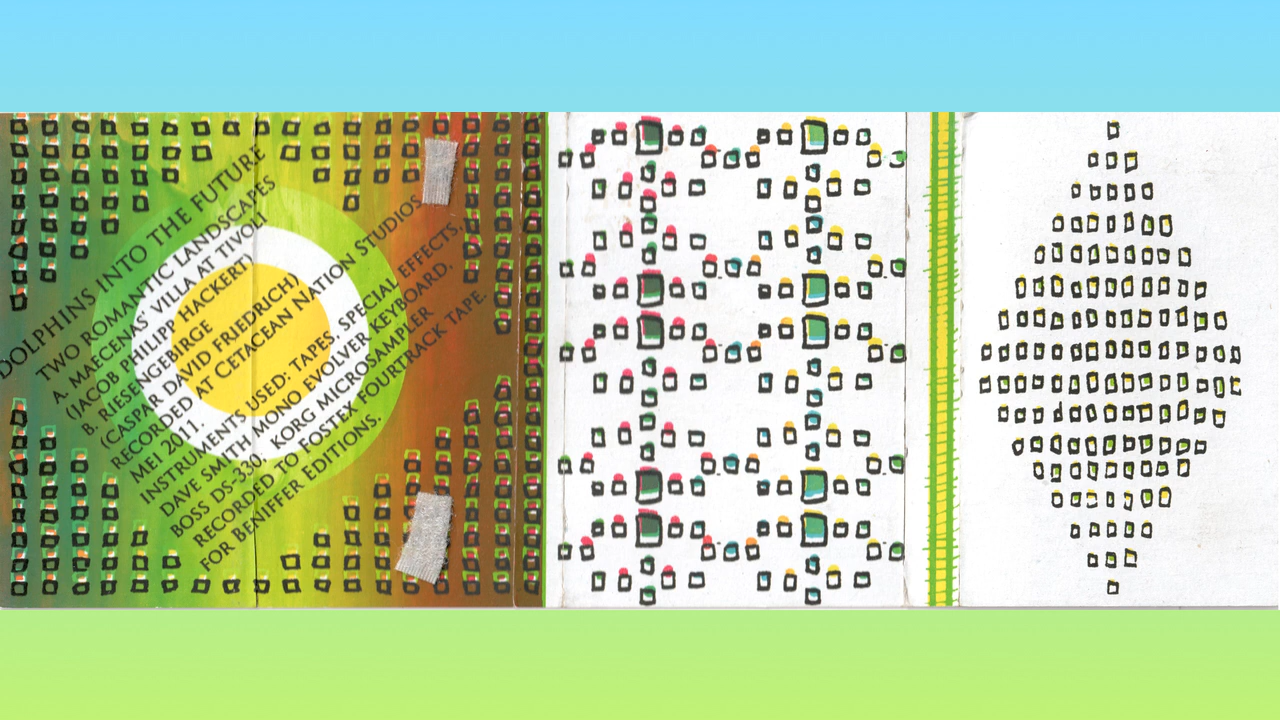 DOLPHINS INTO THE FUTURE
TWO ROMANTIC LANDSCAPES
A. MAECENAS' VILLA AT TIVOLI
(JACOB PHILIPP HACKERT)
B. RIESENGEBIRGE
(CASPAR DAVID FRIEDRICH)
RECORDED AT CETACEAN NATION STUDIOS,
MEI 2011.
INSTRUMENTS USED: TAPES, SPECIAL EFFECTS,
DAVE SMITH MONO EVOLVER KEYBOARD,
BOSS DS-330, KORG MICROSAMPLER
RECORDED TO FOSTEX FOURTRACK TAPE.
FOR BENIFFER EDITIONS.